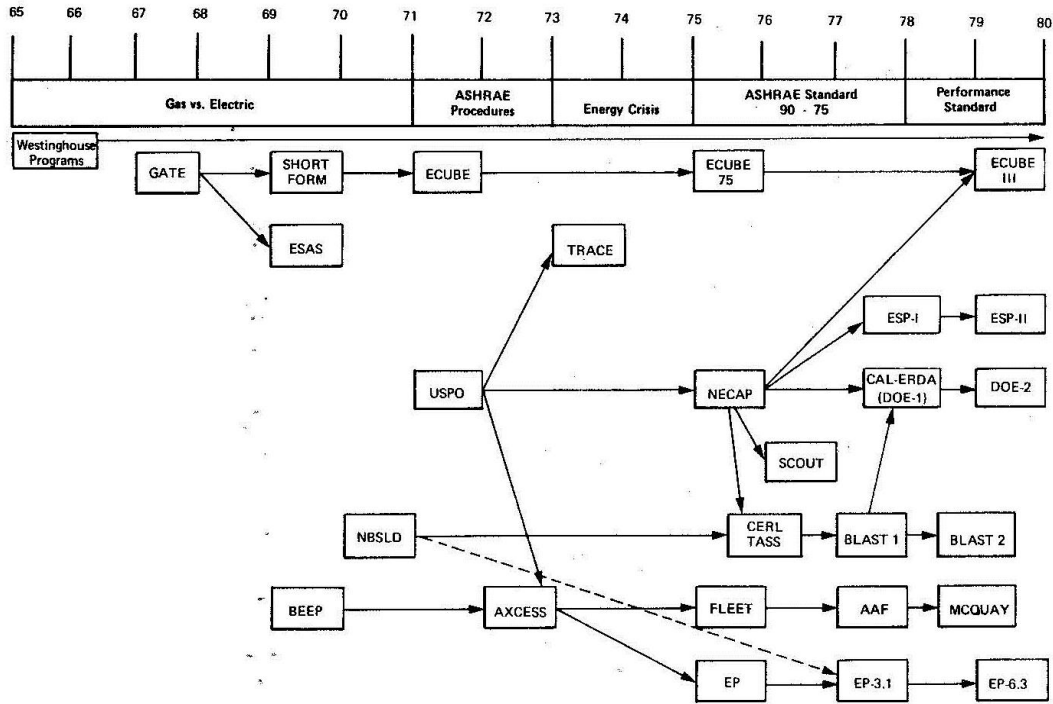 65 66 67 68 69 70 71 72 73 74 75 76 77 78 79 80
Gas vs. Electric
ASHRAE
Procedures
Energy Crisis
ASHRAE Standard
90 - 75
Performance
Standard
Westinghouse
Programs
GATE
SHORT
FORM
ECUBE
ECUBE
75
ECUBE
III
ESAS
TRACE
ESP-I
ESP-II
USPO
NECAP
CAL-ERDA
(DOE-1)
DOE-2
SCOUT
NBSLD
CERL
TASS
BLAST 1
BLAST 2
BEEP
AXCESS
FLEET
AAF
MCQUAY
EP
EP-3.1
EP-6.3